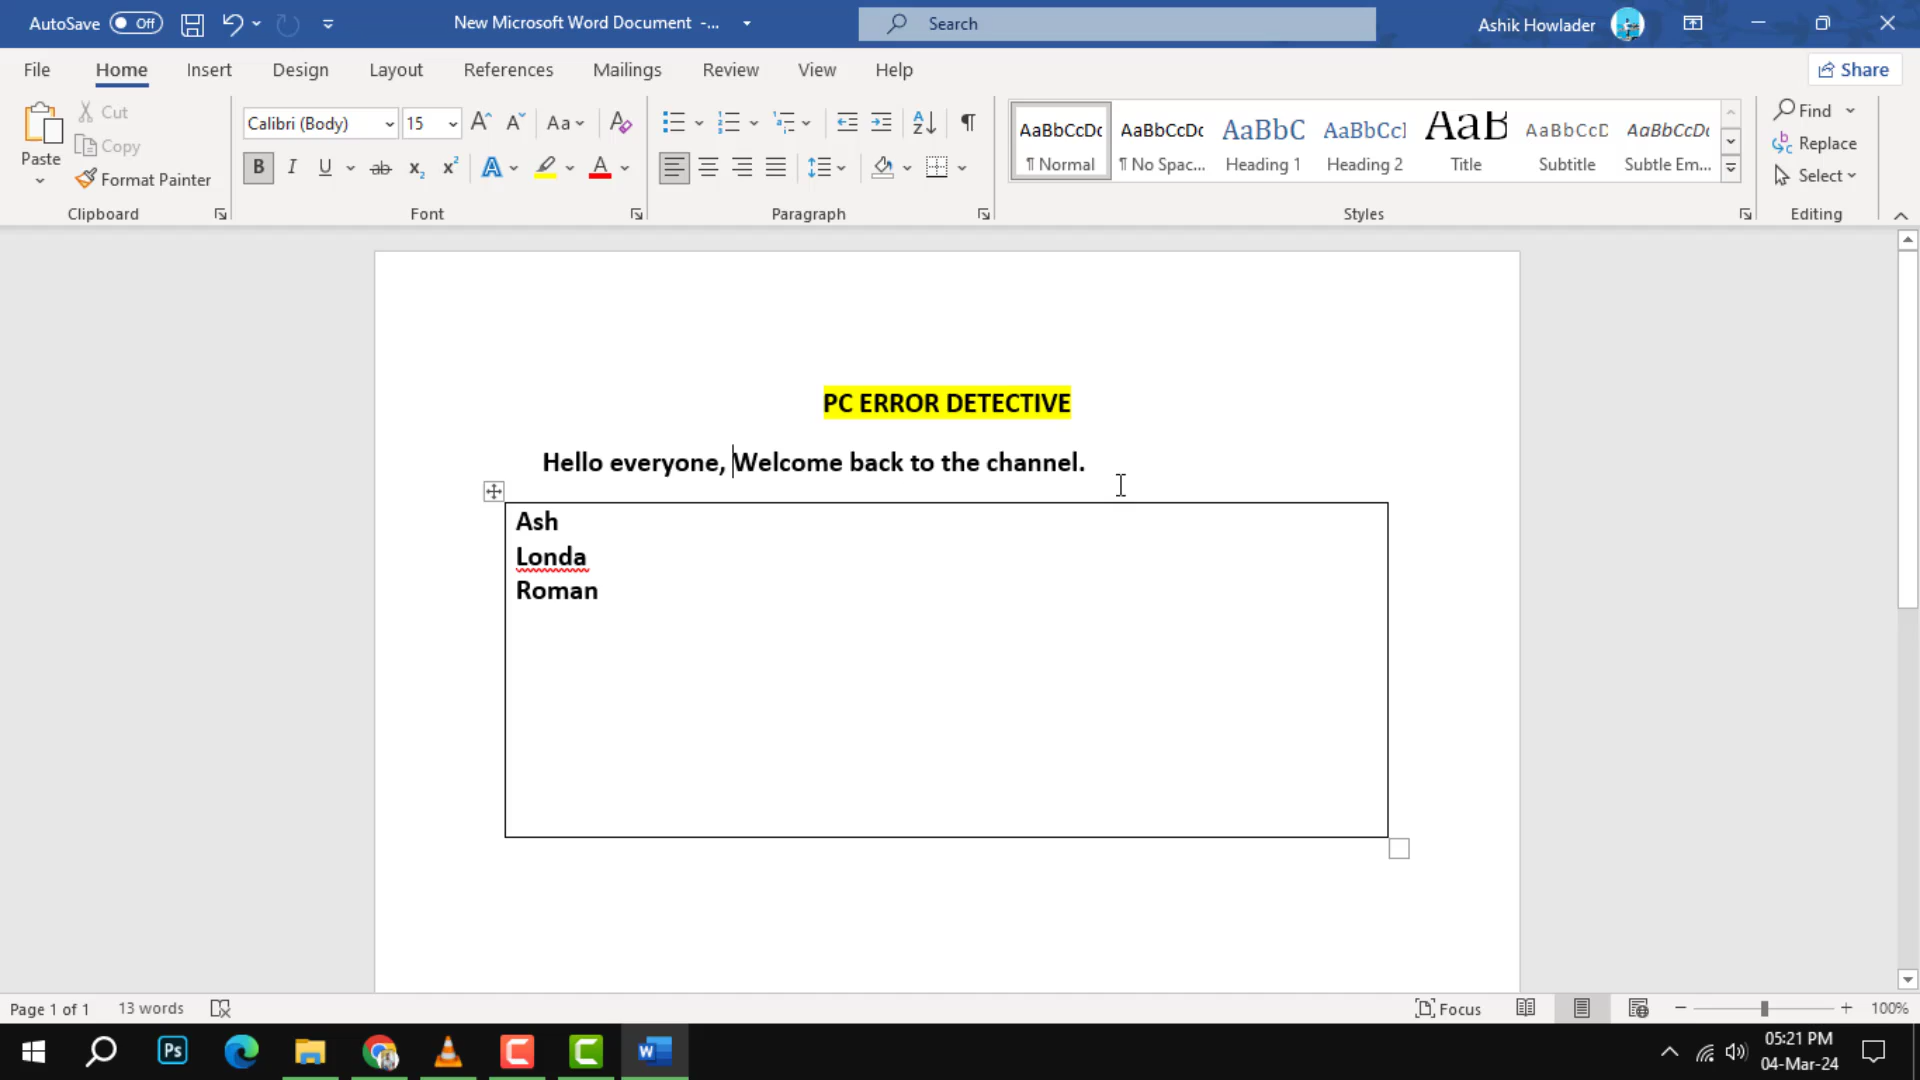 AutoSave Off New Microsoft Word Document -... Search Ashik Howlader
File Home Insert Design Layout References Mailings Review View Help Share
Paste Cut Copy Format Painter Clipboard
Calibri (Body) 15 Aa
B I U ab x₂ x² A A Font
Paragraph
AaBbCcDc ¶ Normal
AaBbCcDc ¶ No Spac...
AaBbC Heading 1
AaBbCcl Heading 2
AaB Title
AaBbCcD Subtitle
AaBbCcDc Subtle Em...
Styles
Find
Replace
Select
Editing
PC ERROR DETECTIVE
Hello everyone, Welcome back to the channel.
Ash
Londa
Roman
Page 1 of 1 13 words Focus 100%
Ps W 05:21 PM
04-Mar-24